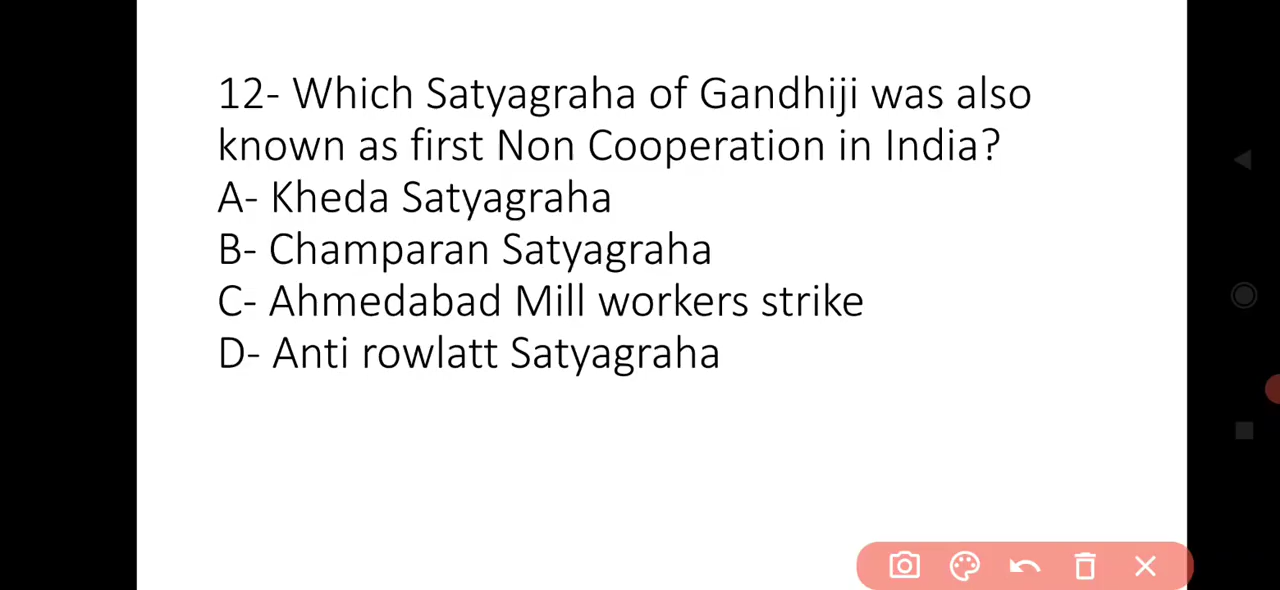 12- Which Satyagraha of Gandhiji was also
known as first Non Cooperation in India?
A- Kheda Satyagraha
B- Champaran Satyagraha
C- Ahmedabad Mill workers strike
D- Anti rowlatt Satyagraha